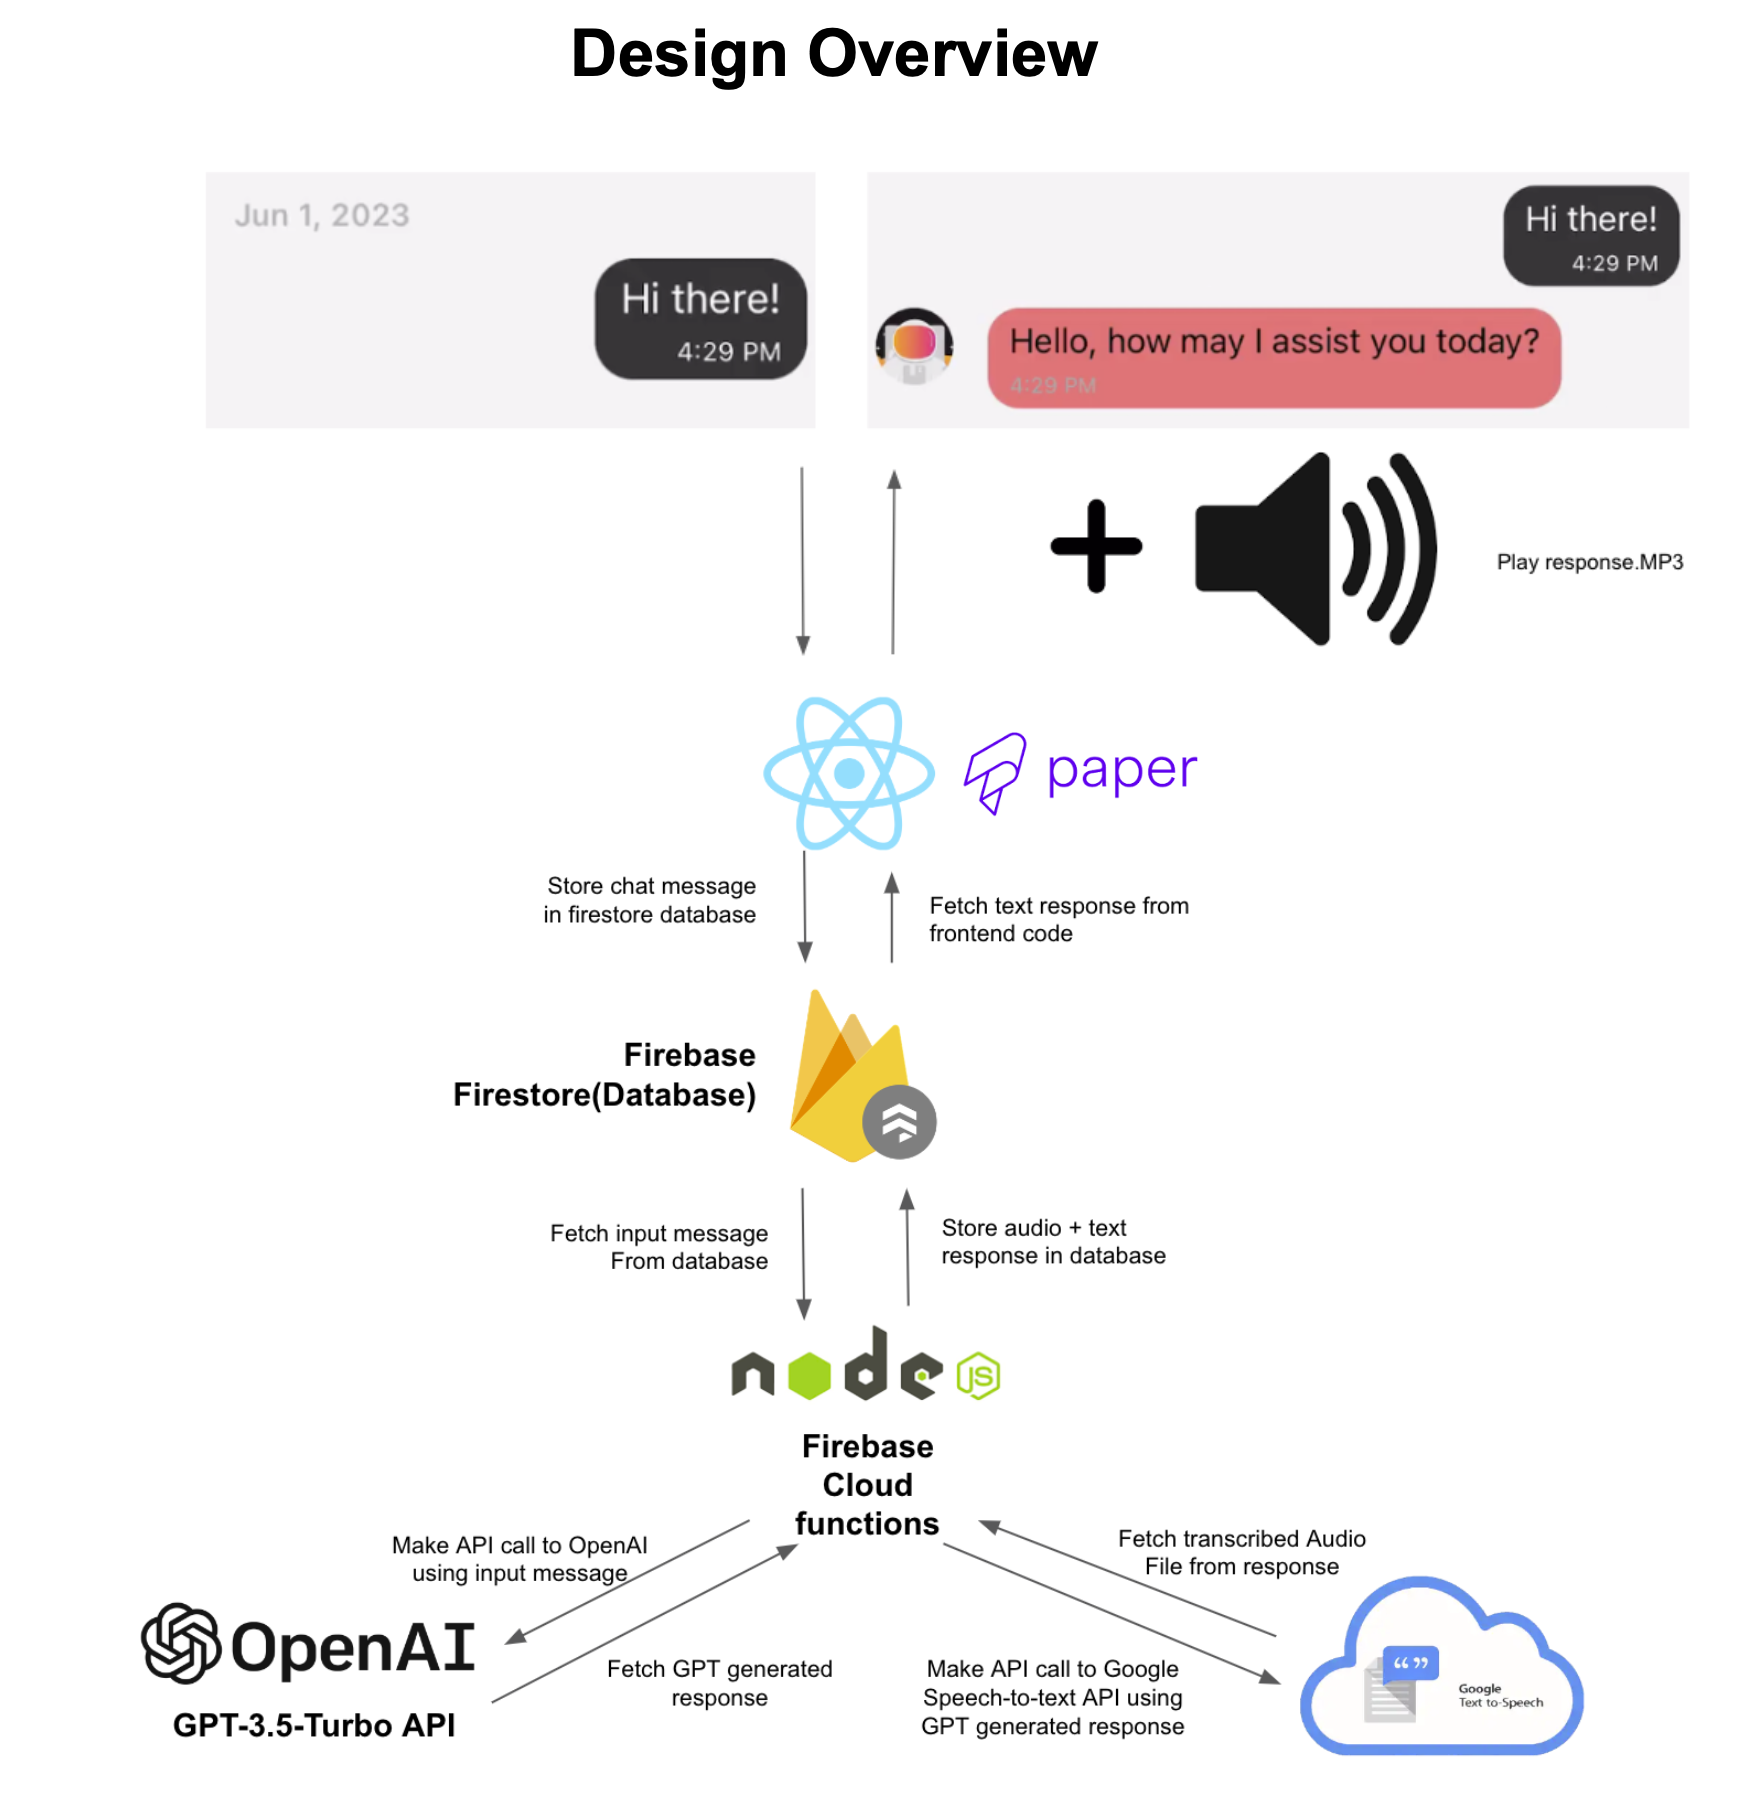 Design Overview
Jun 1, 2023
Hi there!
4:29 PM
Hi there!
4:29 PM
Hello, how may I assist you today?
4:29 PM
Play response.MP3
paper
Store chat message
in firestore database
Fetch text response from
frontend code
Firebase
Firestore(Database)
Fetch input message
From database
Store audio + text
response in database
node
JS
Firebase
Cloud
functions
Make API call to OpenAI
using input message
Fetch transcribed Audio
File from response
OpenAI
GPT-3.5-Turbo API
Fetch GPT generated
response
Make API call to Google
Speech-to-text API using
GPT generated response
“ ”
Google
Text to-Speech